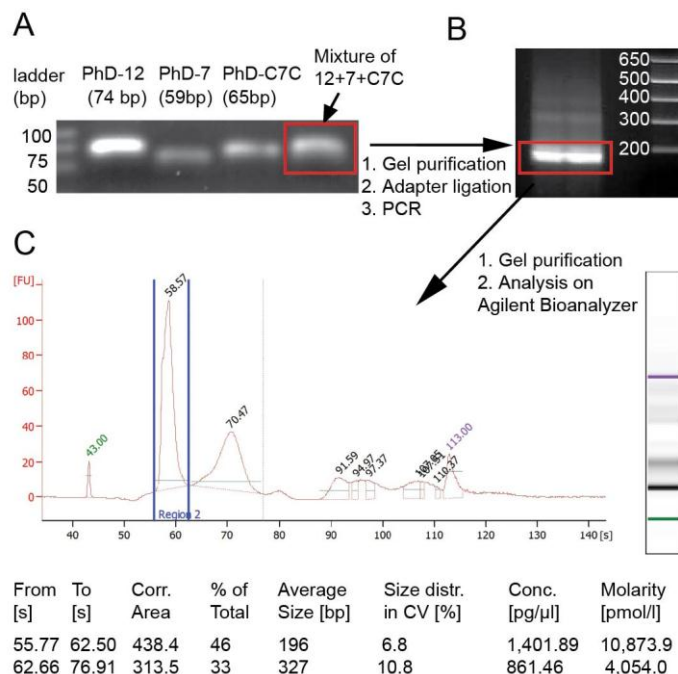 A
ladder (bp)
PhD-12 (74 bp)
PhD-7 (59bp)
PhD-C7C (65bp)
Mixture of
12+7+C7C
100
75
50
1. Gel purification
2. Adapter ligation
3. PCR
B
650
500
400
300
200
1. Gel purification
2. Analysis on
Agilent Bioanalyzer
C
[FU]
100
80
60
40
20
0
43.00
58.57
70.47
91.59
94.97
97.37
110.37
113.00
Region 2
40 50 60 70 80 90 100 110 120 130 140 [s]
From [s] To [s] Corr. Area % of Total Average Size [bp] Size distr. in CV [%] Conc. [pg/µl] Molarity [pmol/l]
55.77 62.50 438.4 46 196 6.8 1,401.89 10,873.9
62.66 76.91 313.5 33 327 10.8 861.46 4,054.0